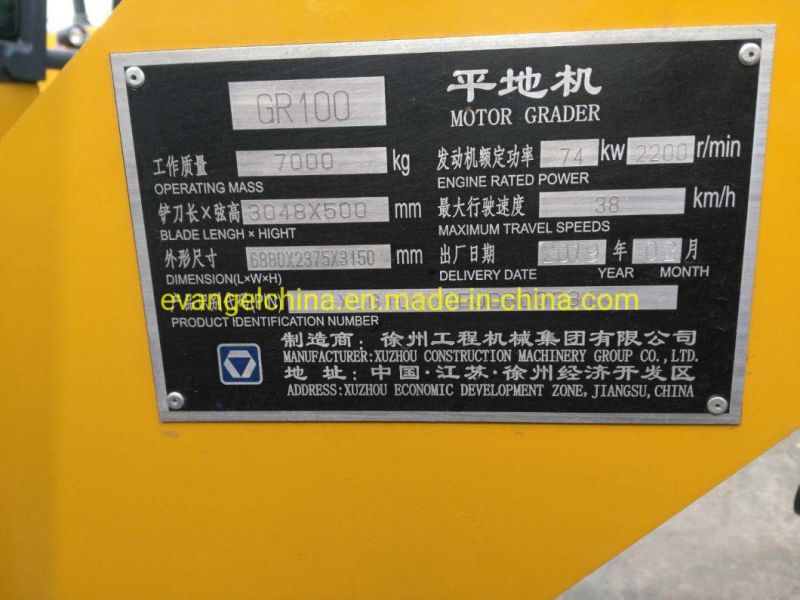 GR100
平地机
MOTOR GRADER
工作质量 7000 kg
OPERATING MASS
发动机额定功率 74 kw 2200 r/min
ENGINE RATED POWER
铲刀长×弦高 3048X500 mm
BLADE LENGH × HIGHT
最大行驶速度 38 km/h
MAXIMUM TRAVEL SPEEDS
外形尺寸 6880X2375X3150 mm
DIMENSION(L×W×H)
出厂日期 2019 年 02 月
DELIVERY DATE YEAR MONTH
evangelchina.en.made-in-china.com
PRODUCT IDENTIFICATION NUMBER
制造商：徐州工程机械集团有限公司
MANUFACTURER:XUZHOU CONSTRUCTION MACHINERY GROUP CO.,LTD.
地 址：中国·江苏·徐州经济开发区
ADDRESS:XUZHOU ECONOMIC DEVELOPMENT ZONE,JIANGSU,CHINA